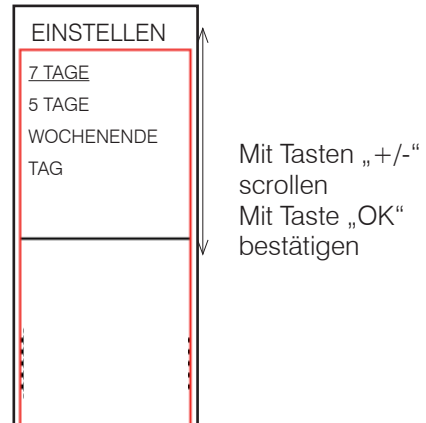 EINSTELLEN
7 TAGE
5 TAGE
WOCHENENDE
TAG
Mit Tasten „+/-“
scrollen
Mit Taste „OK“
bestätigen